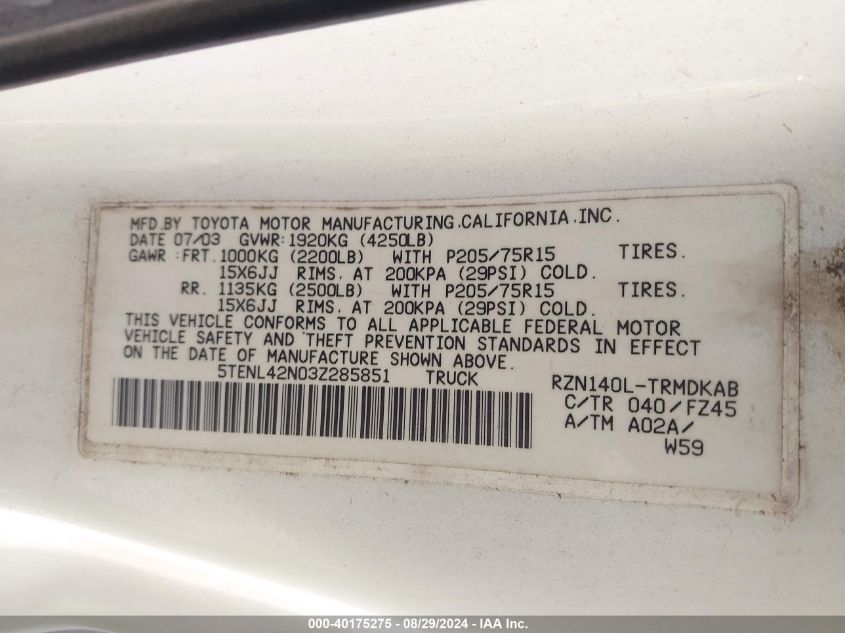 MFD.BY TOYOTA MOTOR MANUFACTURING.CALIFORNIA.INC.
DATE 07/03 GVWR:1920KG (4250LB)
GAWR :FRT.1000KG (2200LB) WITH P205/75R15 TIRES.
15X6JJ RIMS. AT 200KPA (29PSI) COLD.
RR. 1135KG (2500LB) WITH P205/75R15 TIRES.
15X6JJ RIMS. AT 200KPA (29PSI) COLD.
THIS VEHICLE CONFORMS TO ALL APPLICABLE FEDERAL MOTOR
VEHICLE SAFETY AND THEFT PREVENTION STANDARDS IN EFFECT
ON THE DATE OF MANUFACTURE SHOWN ABOVE.
5TENL42N03Z285851 TRUCK RZN140L-TRMDKAB
C/TR 040/FZ45
A/TM A02A/
W59
000-40175275 - 08/29/2024 - IAA Inc.